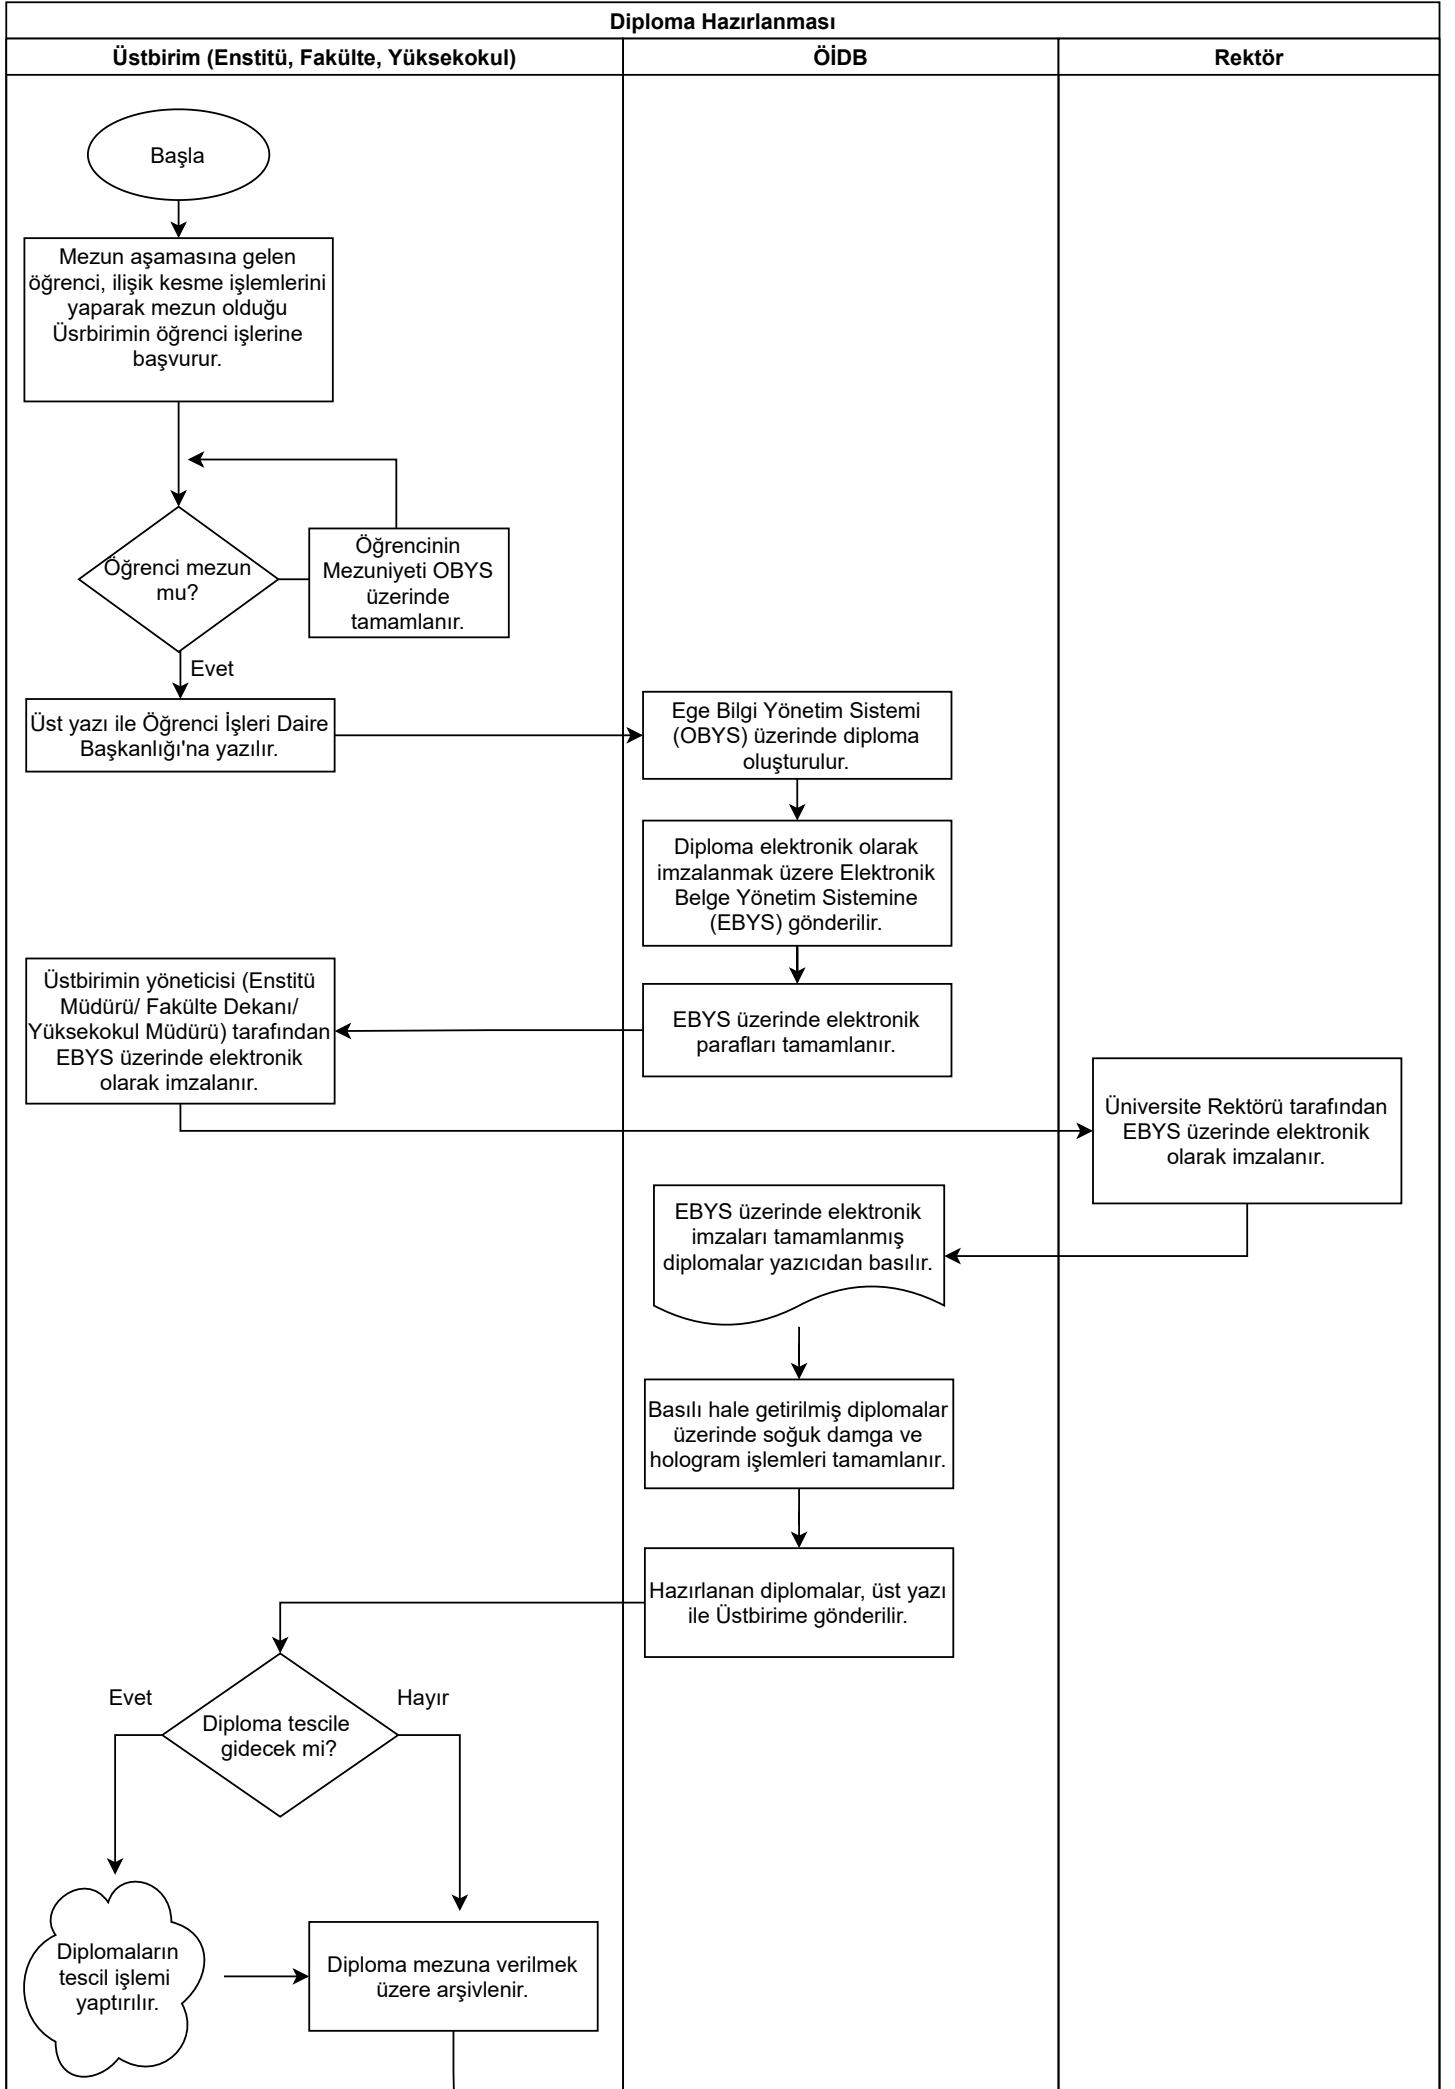 Diploma Hazırlanması
Üstbirim (Enstitü, Fakülte, Yüksekokul)
ÖİDB
Rektör
Başla
Mezun aşamasına gelen
öğrenci, ilişik kesme işlemlerini
yaparak mezun olduğu
Üsrbirimin öğrenci işlerine
başvurur.
Öğrenci mezun
mu?
Öğrencinin
Mezuniyeti OBYS
üzerinde
tamamlanır.
Evet
Üst yazı ile Öğrenci İşleri Daire
Başkanlığı'na yazılır.
Ege Bilgi Yönetim Sistemi
(OBYS) üzerinde diploma
oluşturulur.
Diploma elektronik olarak
imzalanmak üzere Elektronik
Belge Yönetim Sistemine
(EBYS) gönderilir.
EBYS üzerinde elektronik
parafları tamamlanır.
Üstbirimin yöneticisi (Enstitü
Müdürü/ Fakülte Dekanı/
Yüksekokul Müdürü) tarafından
EBYS üzerinde elektronik
olarak imzalanır.
Üniversite Rektörü tarafından
EBYS üzerinde elektronik
olarak imzalanır.
EBYS üzerinde elektronik
imzaları tamamlanmış
diplomalar yazıcıdan basılır.
Basılı hale getirilmiş diplomalar
üzerinde soğuk damga ve
hologram işlemleri tamamlanır.
Hazırlanan diplomalar, üst yazı
ile Üstbirime gönderilir.
Diploma tescile
gidecek mi?
Evet
Hayır
Diplomaların
tescil işlemi
yaptırılır.
Diploma mezuna verilmek
üzere arşivlenir.